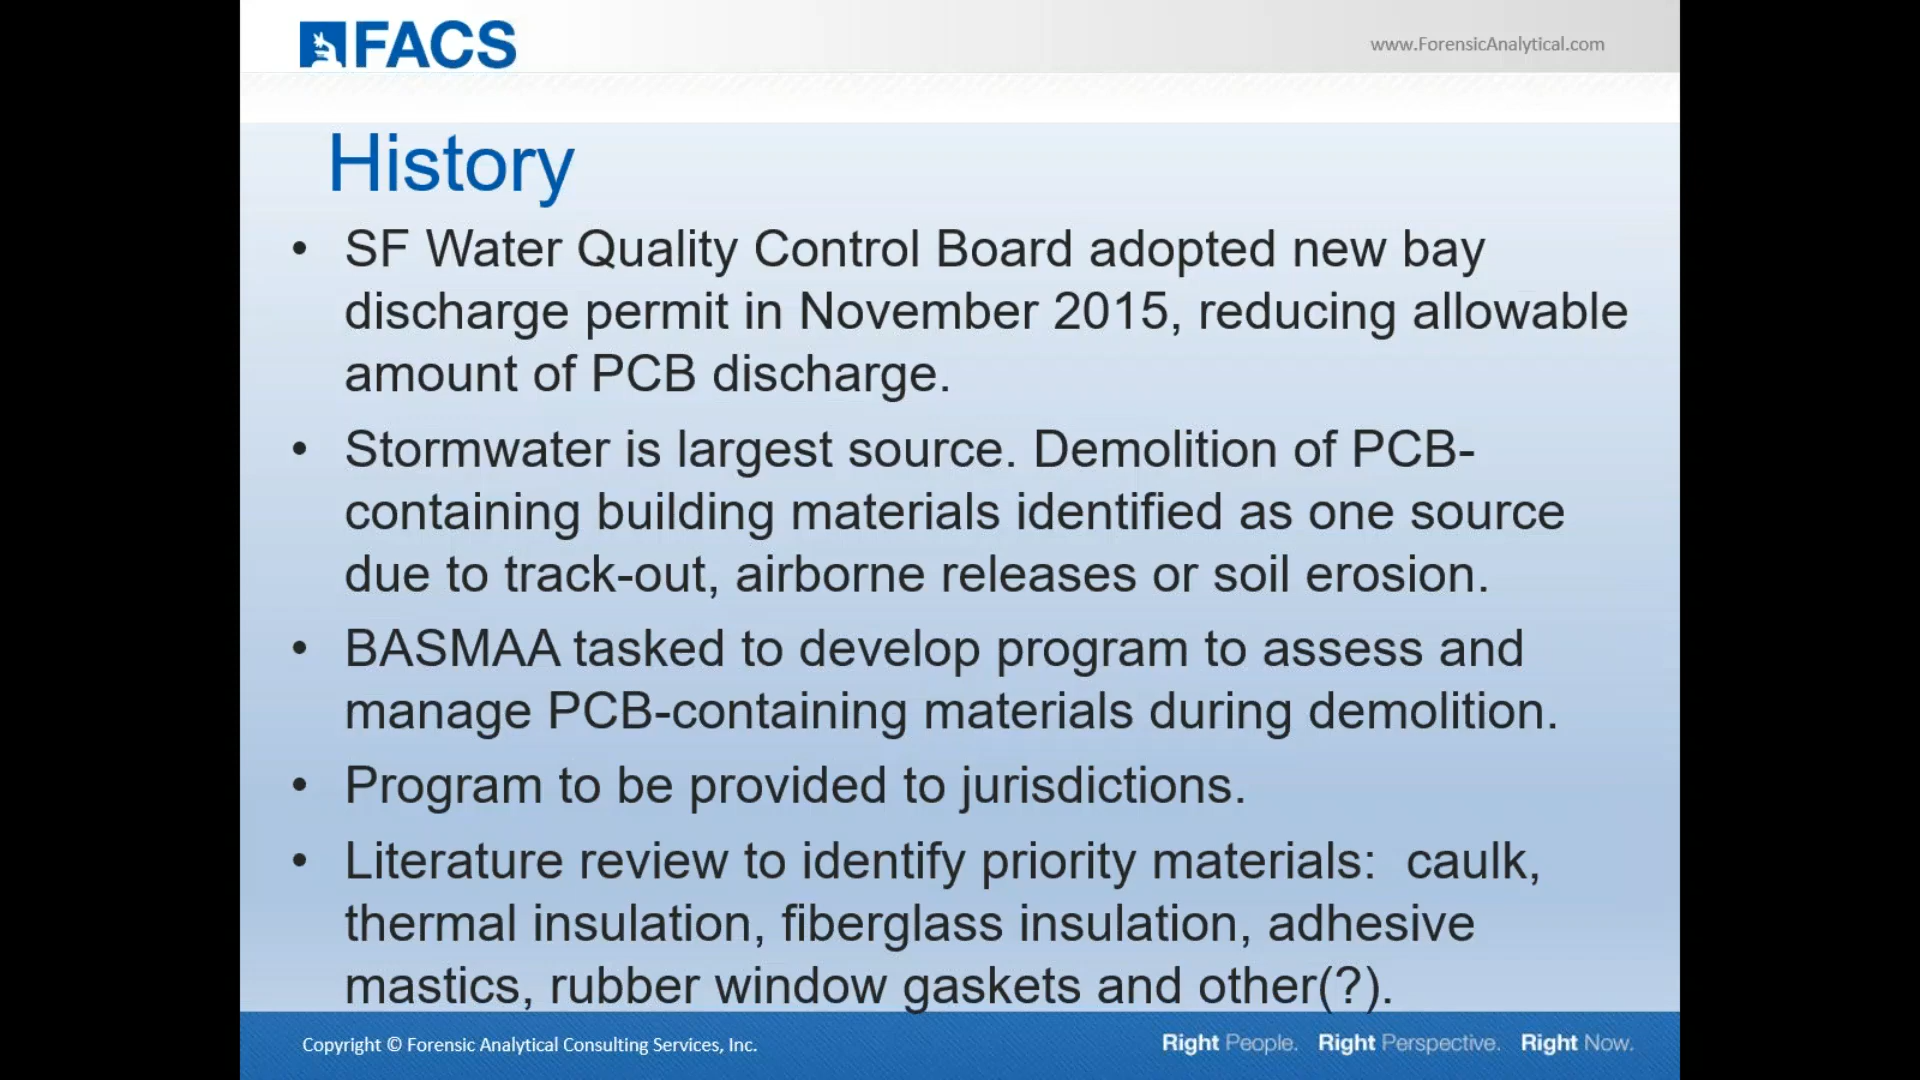 FACS
www.ForensicAnalytical.com
History
• SF Water Quality Control Board adopted new bay
discharge permit in November 2015, reducing allowable
amount of PCB discharge.
• Stormwater is largest source. Demolition of PCB-
containing building materials identified as one source
due to track-out, airborne releases or soil erosion.
• BASMAA tasked to develop program to assess and
manage PCB-containing materials during demolition.
• Program to be provided to jurisdictions.
• Literature review to identify priority materials:  caulk,
thermal insulation, fiberglass insulation, adhesive
mastics, rubber window gaskets and other(?).
Copyright © Forensic Analytical Consulting Services, Inc.
Right People. Right Perspective. Right Now.